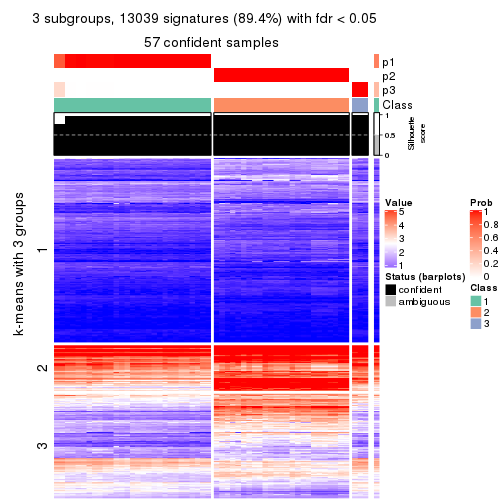 3 subgroups, 13039 signatures (89.4%) with fdr < 0.05
57 confident samples
p1
p2
p3
Class
1
0.5
0
Silhouette
score
k-means with 3 groups
1
2
3
Value
5
4
3
2
1
Status (barplots)
confident
ambiguous
Prob
1
0.8
0.6
0.4
0.2
0
Class
1
2
3